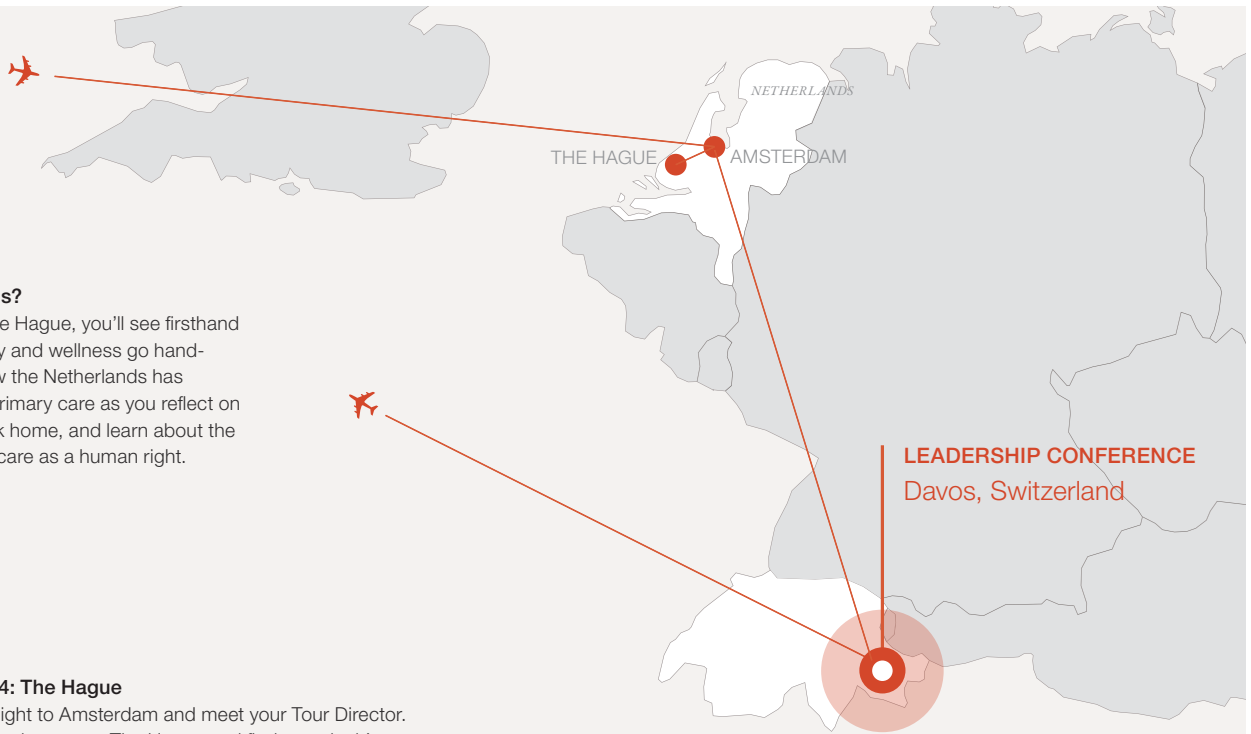 NETHERLANDS
THE HAGUE
AMSTERDAM
Hague, you'll see firsthand
and wellness go hand-
the Netherlands has
primary care as you reflect on
home, and learn about the
care as a human right.
LEADERSHIP CONFERENCE
Davos, Switzerland
4: The Hague
to Amsterdam and meet your Tour Director.